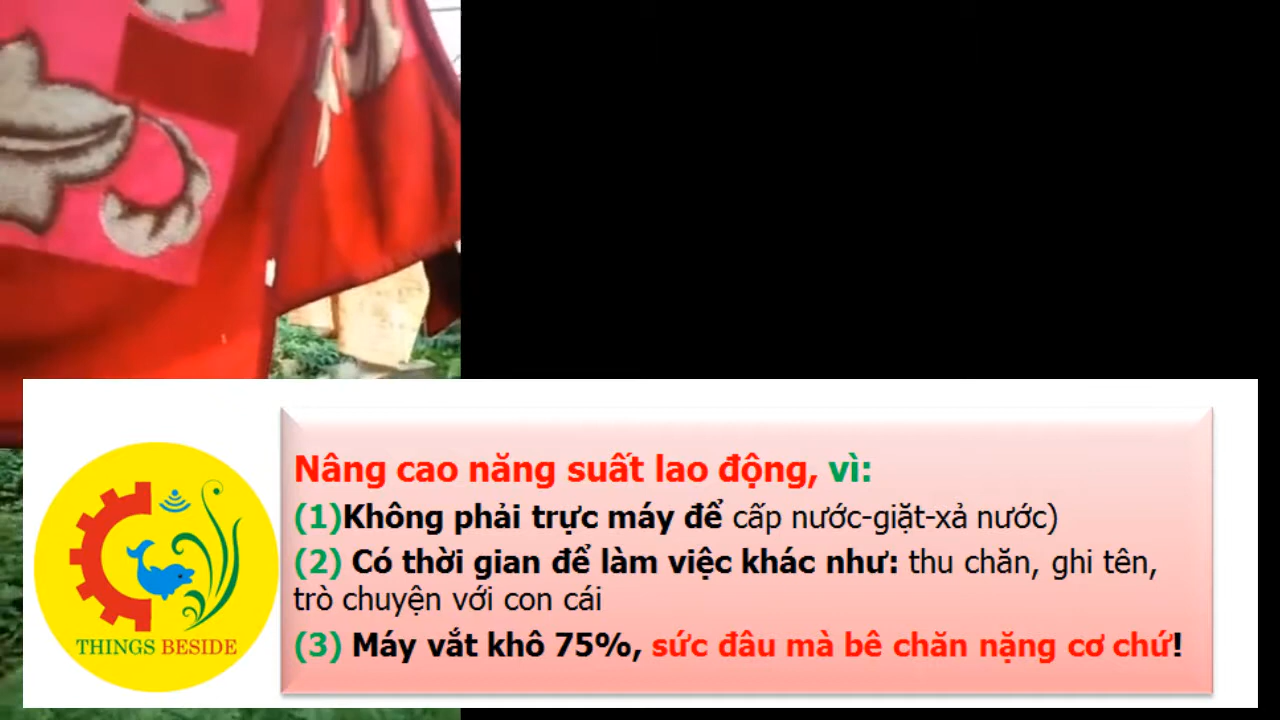 Nâng cao năng suất lao động, vì:
(1)Không phải trực máy để cấp nước-giặt-xả nước)
(2) Có thời gian để làm việc khác như: thu chăn, ghi tên,
trò chuyện với con cái
(3) Máy vắt khô 75%, sức đâu mà bê chăn nặng cơ chứ!
THINGS BESIDE